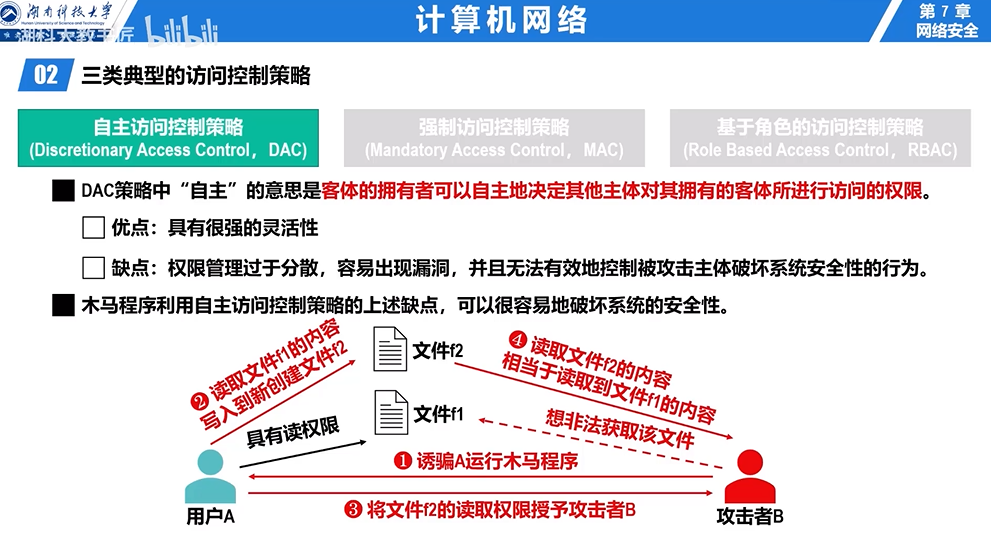 湖南科技大学
Hunan University of Science and Technology
湖科大教书匠
bilibili
计算机网络
第 7 章
网络安全
02
三类典型的访问控制策略
自主访问控制策略
(Discretionary Access Control，DAC)
强制访问控制策略
(Mandatory Access Control，MAC)
基于角色的访问控制策略
(Role Based Access Control，RBAC)
DAC策略中“自主”的意思是客体的拥有者可以自主地决定其他主体对其拥有的客体所进行访问的权限。
优点：具有很强的灵活性
缺点：权限管理过于分散，容易出现漏洞，并且无法有效地控制被攻击主体破坏系统安全性的行为。
木马程序利用自主访问控制策略的上述缺点，可以很容易地破坏系统的安全性。
❷ 读取文件f1的内容
写入到新创建文件f2
文件f2
❹ 读取文件f2的内容
相当于读取到文件f1的内容
具有读权限
文件f1
想非法获取该文件
❶ 诱骗A运行木马程序
❸ 将文件f2的读取权限授予攻击者B
用户A
攻击者B